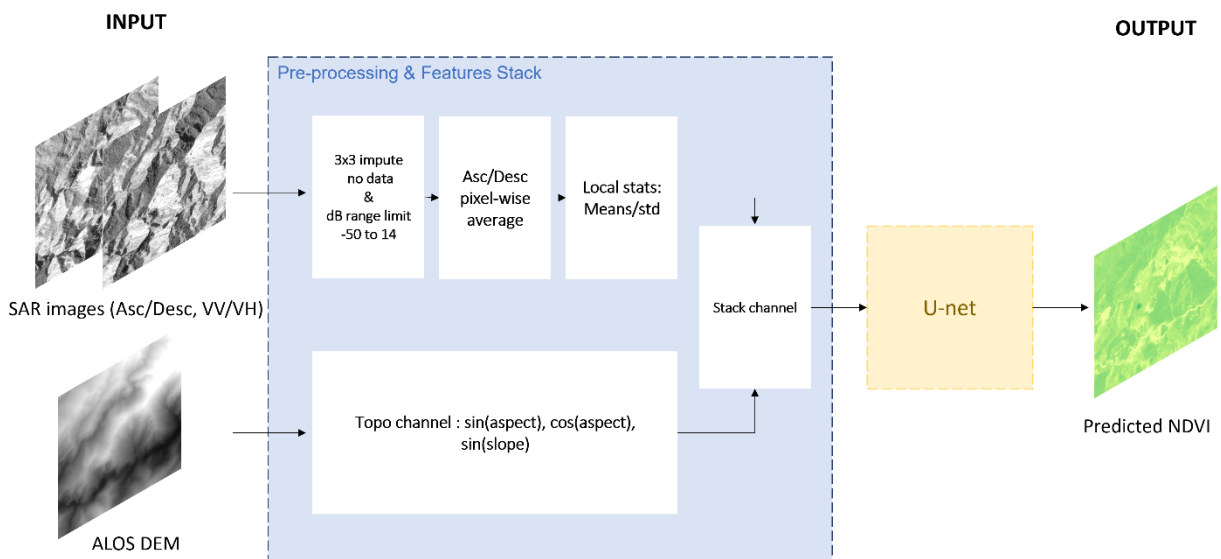 INPUT
OUTPUT
Pre-processing & Features Stack
3x3 impute
no data
&
dB range limit
-50 to 14
Asc/Desc
pixel-wise
average
Local stats:
Means/std
SAR images (Asc/Desc, VV/VH)
Stack channel
U-net
Topo channel : sin(aspect), cos(aspect),
sin(slope)
Predicted NDVI
ALOS DEM